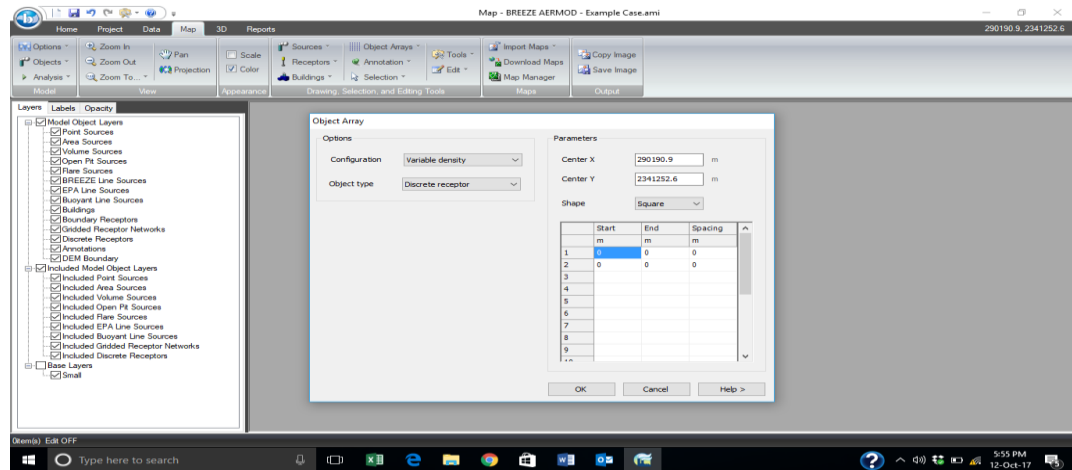 Map - BREEZE AERMOD - Example Case.ami
Home Project Data Map 3D Reports
290190.9, 2341252.6
Options Zoom In Pan Scale Sources Object Arrays Tools Import Maps Copy Image
Objects Zoom Out Projection Color Receptors Annotation Edit Download Maps Save Image
Analysis Zoom To... Buildings Selection Map Manager
Model View Appearance Drawing, Selection, and Editing Tools Maps Output
Layers Labels Opacity
Model Object Layers
Point Sources
Area Sources
Volume Sources
Open Pit Sources
Flare Sources
BREEZE Line Sources
EPA Line Sources
Buoyant Line Sources
Buildings
Boundary Receptors
Gridded Receptor Networks
Discrete Receptors
Annotations
DEM Boundary
Included Model Object Layers
Included Point Sources
Included Area Sources
Included Volume Sources
Included Open Pit Sources
Included Flare Sources
Included EPA Line Sources
Included Buoyant Line Sources
Included Gridded Receptor Networks
Included Discrete Receptors
Base Layers
Small
Object Array
Options
Configuration Variable density
Object type Discrete receptor
Parameters
Center X 290190.9 m
Center Y 2341252.6 m
Shape Square
Start End Spacing
m m m
1 0 0 0
2 0 0 0
3
4
5
6
7
8
9
10
OK Cancel Help >
0item(s) Edit OFF
Type here to search
5:55 PM
12-Oct-17